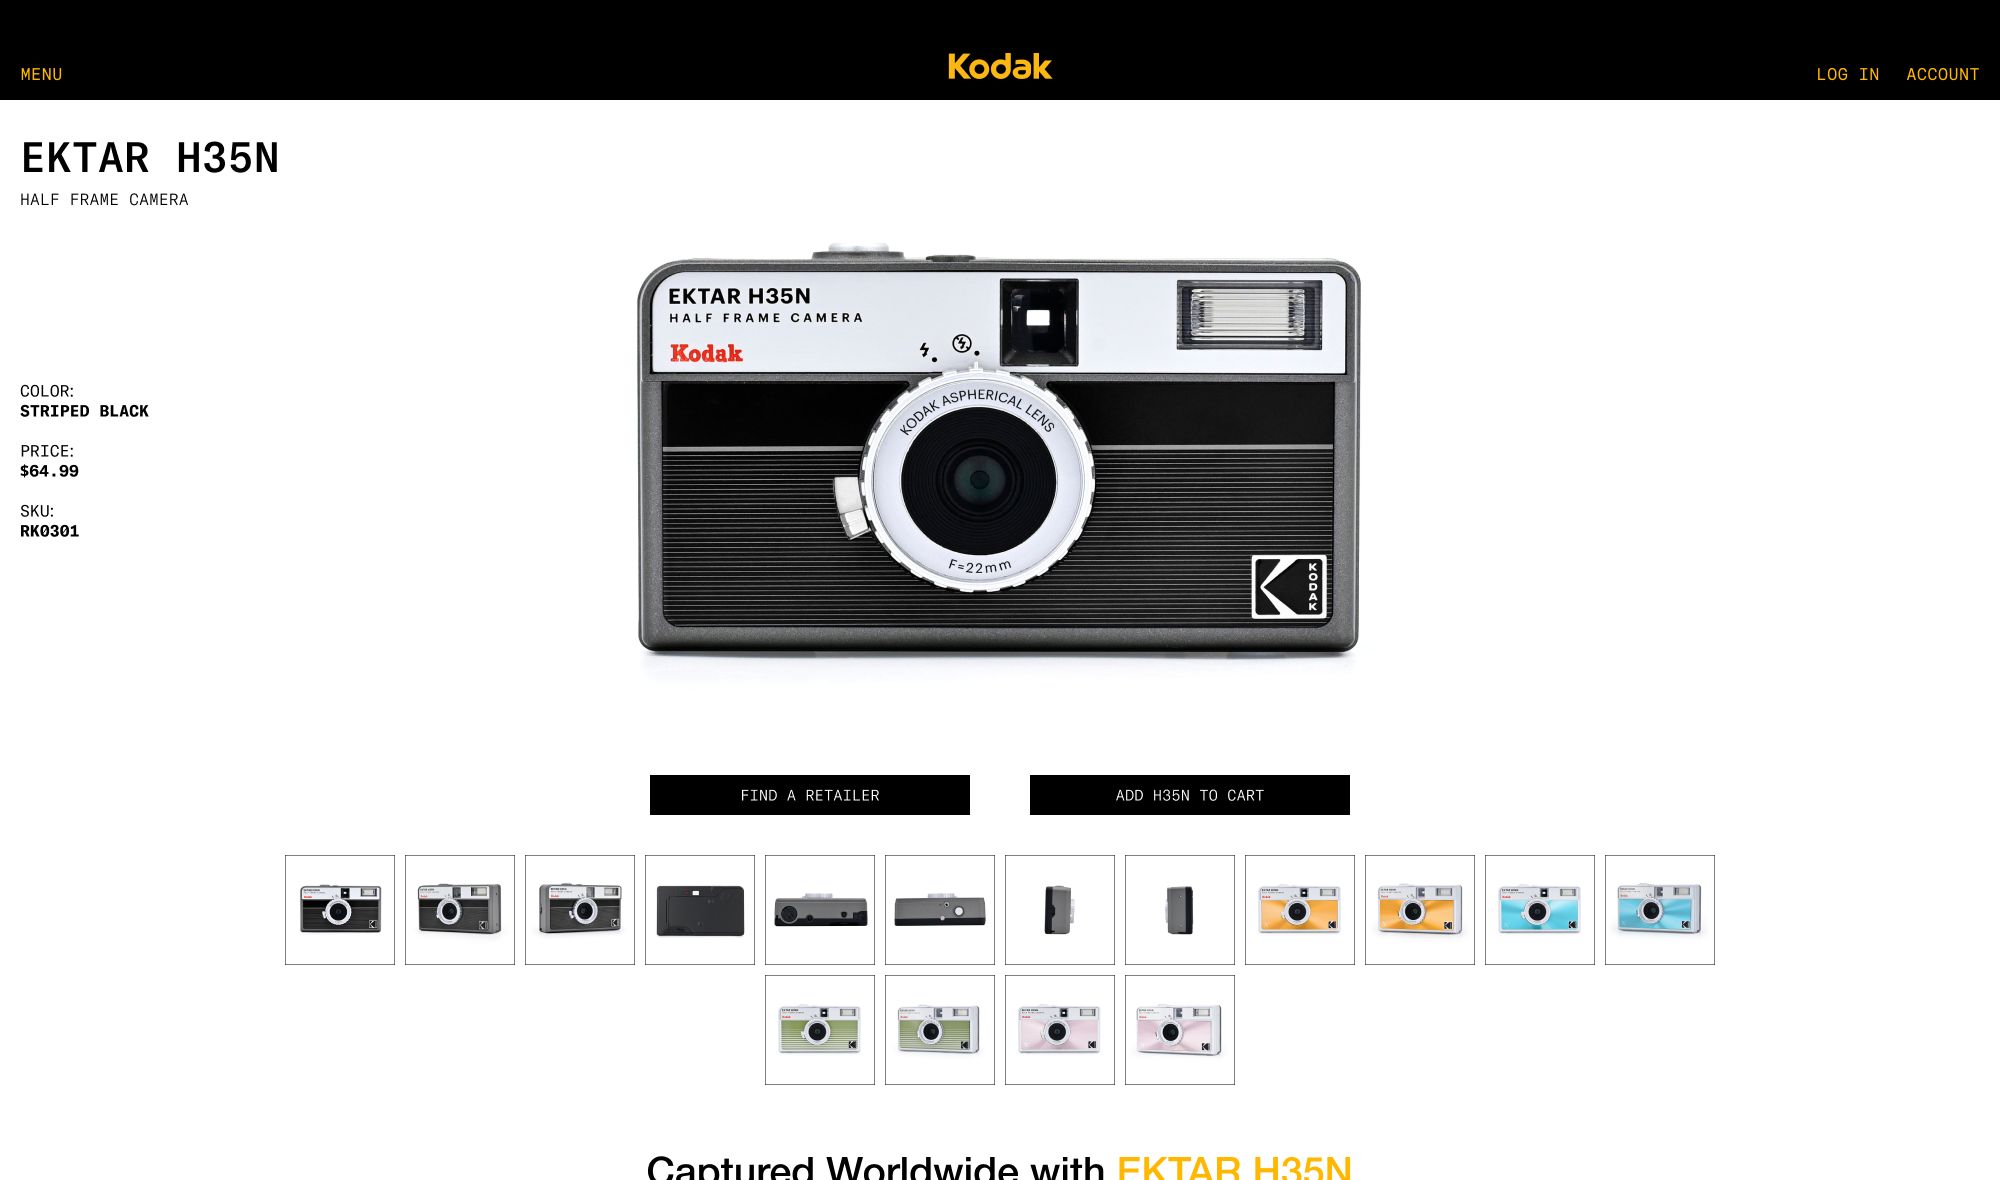 MENU
Kodak
LOG IN
ACCOUNT
EKTAR H35N
HALF FRAME CAMERA
COLOR:
STRIPED BLACK
PRICE:
$64.99
SKU:
RK0301
EKTAR H35N
HALF FRAME CAMERA
Kodak
KODAK ASPHERICAL LENS
F=22mm
KODAK
FIND A RETAILER
ADD H35N TO CART
Captured Worldwide with EKTAR H35N